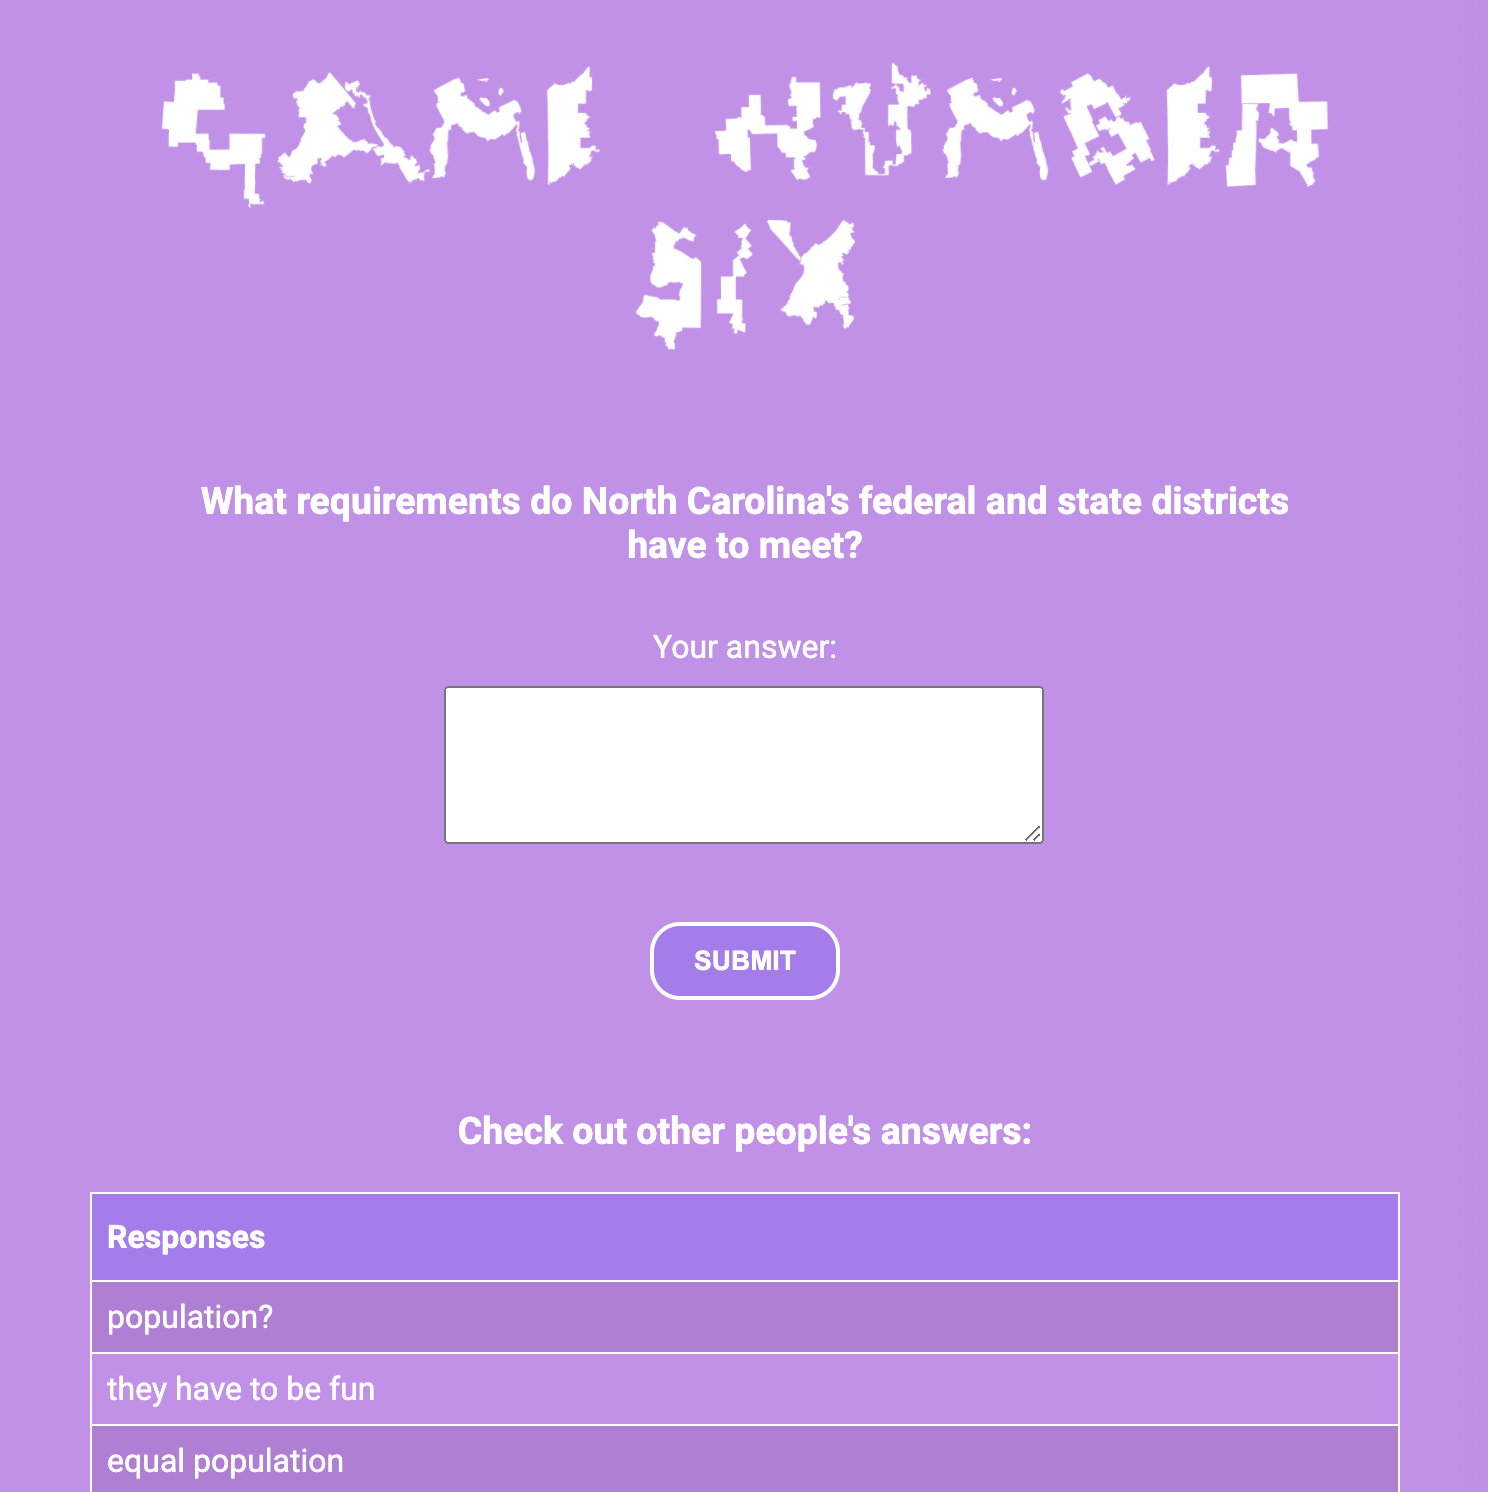 GAME NUMBER
SIX
What requirements do North Carolina's federal and state districts
have to meet?
Your answer:
SUBMIT
Check out other people's answers:
Responses
population?
they have to be fun
equal population